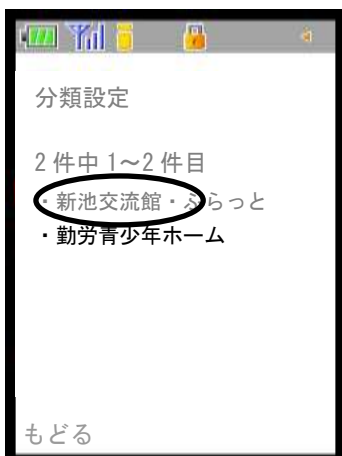 分類設定
2件中1～2件目
・新池交流館・ふらっと
・勤労青少年ホーム
もどる